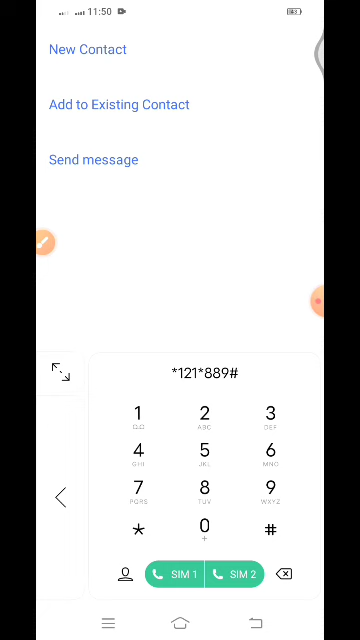 11:50
New Contact
Add to Existing Contact
Send message
*121*889#
1 2 3
ABC DEF
4 5 6
GHI JKL MNO
7 8 9
PQRS TUV WXYZ
* 0 #
+
SIM 1 SIM 2